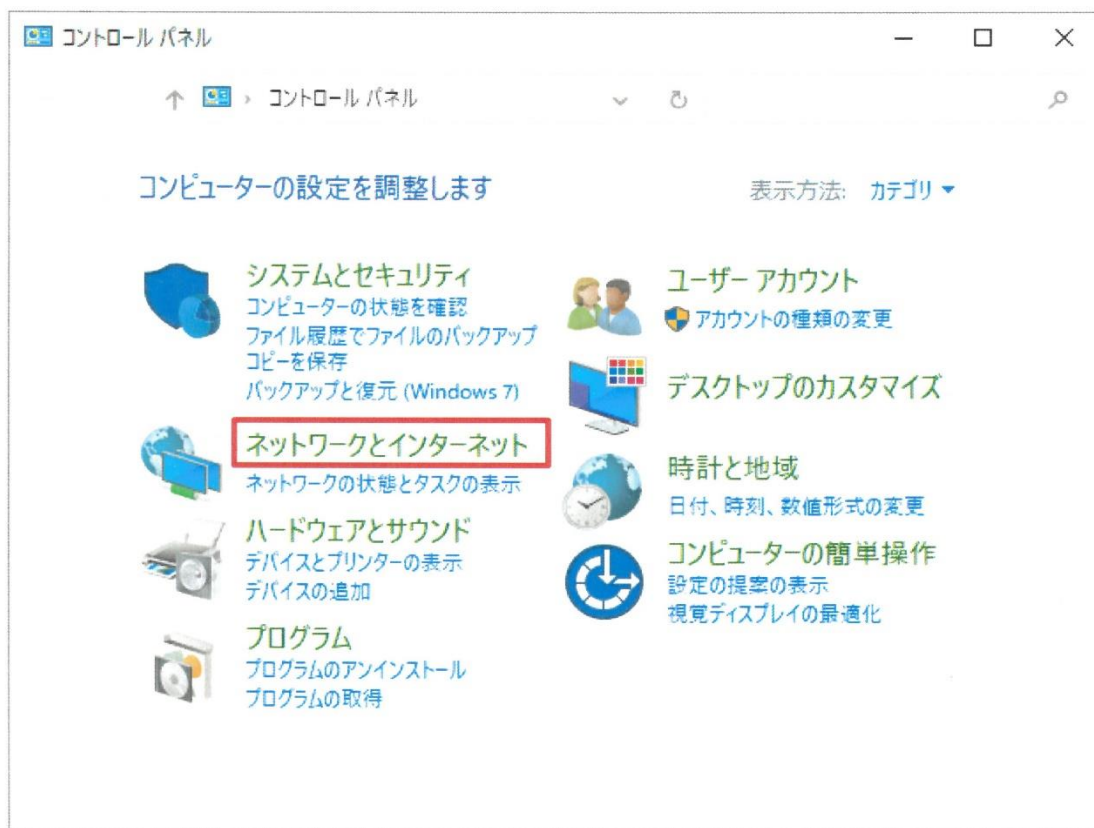 コントロール パネル
コントロール パネル
コンピューターの設定を調整します
表示方法: カテゴリ
システムとセキュリティ
コンピューターの状態を確認
ファイル履歴でファイルのバックアップ
コピーを保存
バックアップと復元 (Windows 7)
ネットワークとインターネット
ネットワークの状態とタスクの表示
ハードウェアとサウンド
デバイスとプリンターの表示
デバイスの追加
プログラム
プログラムのアンインストール
プログラムの取得
ユーザー アカウント
アカウントの種類の変更
デスクトップのカスタマイズ
時計と地域
日付、時刻、数値形式の変更
コンピューターの簡単操作
設定の提案の表示
視覚ディスプレイの最適化